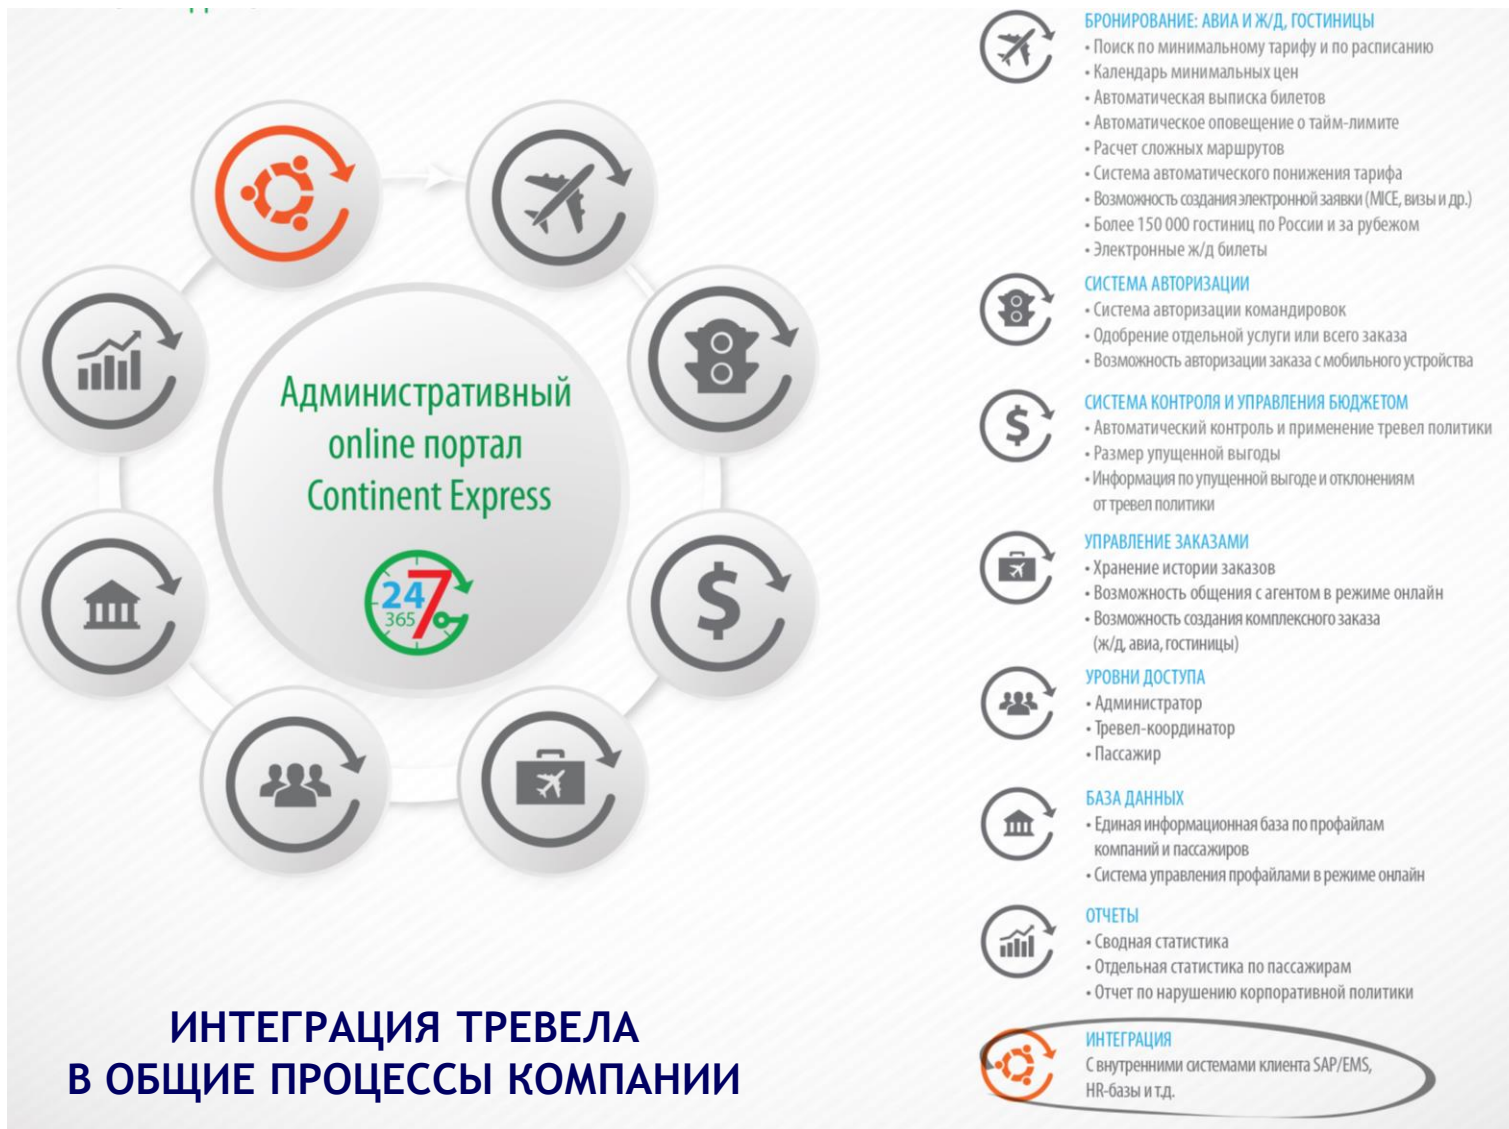 БРОНИРОВАНИЕ: АВИА И Ж/Д, ГОСТИНИЦЫ
• Поиск по минимальному тарифу и по расписанию
• Календарь минимальных цен
• Автоматическая выписка билетов
• Автоматическое оповещение о тайм-лимите
• Расчет сложных маршрутов
• Система автоматического понижения тарифа
• Возможность создания электронной заявки (MICE, визы и др.)
• Более 150 000 гостиниц по России и за рубежом
• Электронные ж/д билеты
СИСТЕМА АВТОРИЗАЦИИ
• Система авторизации командировок
• Одобрение отдельной услуги или всего заказа
• Возможность авторизации заказа с мобильного устройства
СИСТЕМА КОНТРОЛЯ И УПРАВЛЕНИЯ БЮДЖЕТОМ
• Автоматический контроль и применение тревел политики
• Размер упущенной выгоды
• Информация по упущенной выгоде и отклонениям
от тревел политики
УПРАВЛЕНИЕ ЗАКАЗАМИ
• Хранение истории заказов
• Возможность общения с агентом в режиме онлайн
• Возможность создания комплексного заказа
(ж/д, авиа, гостиницы)
УРОВНИ ДОСТУПА
• Администратор
• Тревел-координатор
• Пассажир
БАЗА ДАННЫХ
• Единая информационная база по профайлам
компаний и пассажиров
• Система управления профайлами в режиме онлайн
ОТЧЕТЫ
• Сводная статистика
• Отдельная статистика по пассажирам
• Отчет по нарушению корпоративной политики
ИНТЕГРАЦИЯ
С внутренними системами клиента SAP/EMS,
HR-базы и т.д.
Административный
online портал
Continent Express
24 7
365
$
$
ИНТЕГРАЦИЯ ТРЕВЕЛА
В ОБЩИЕ ПРОЦЕССЫ КОМПАНИИ